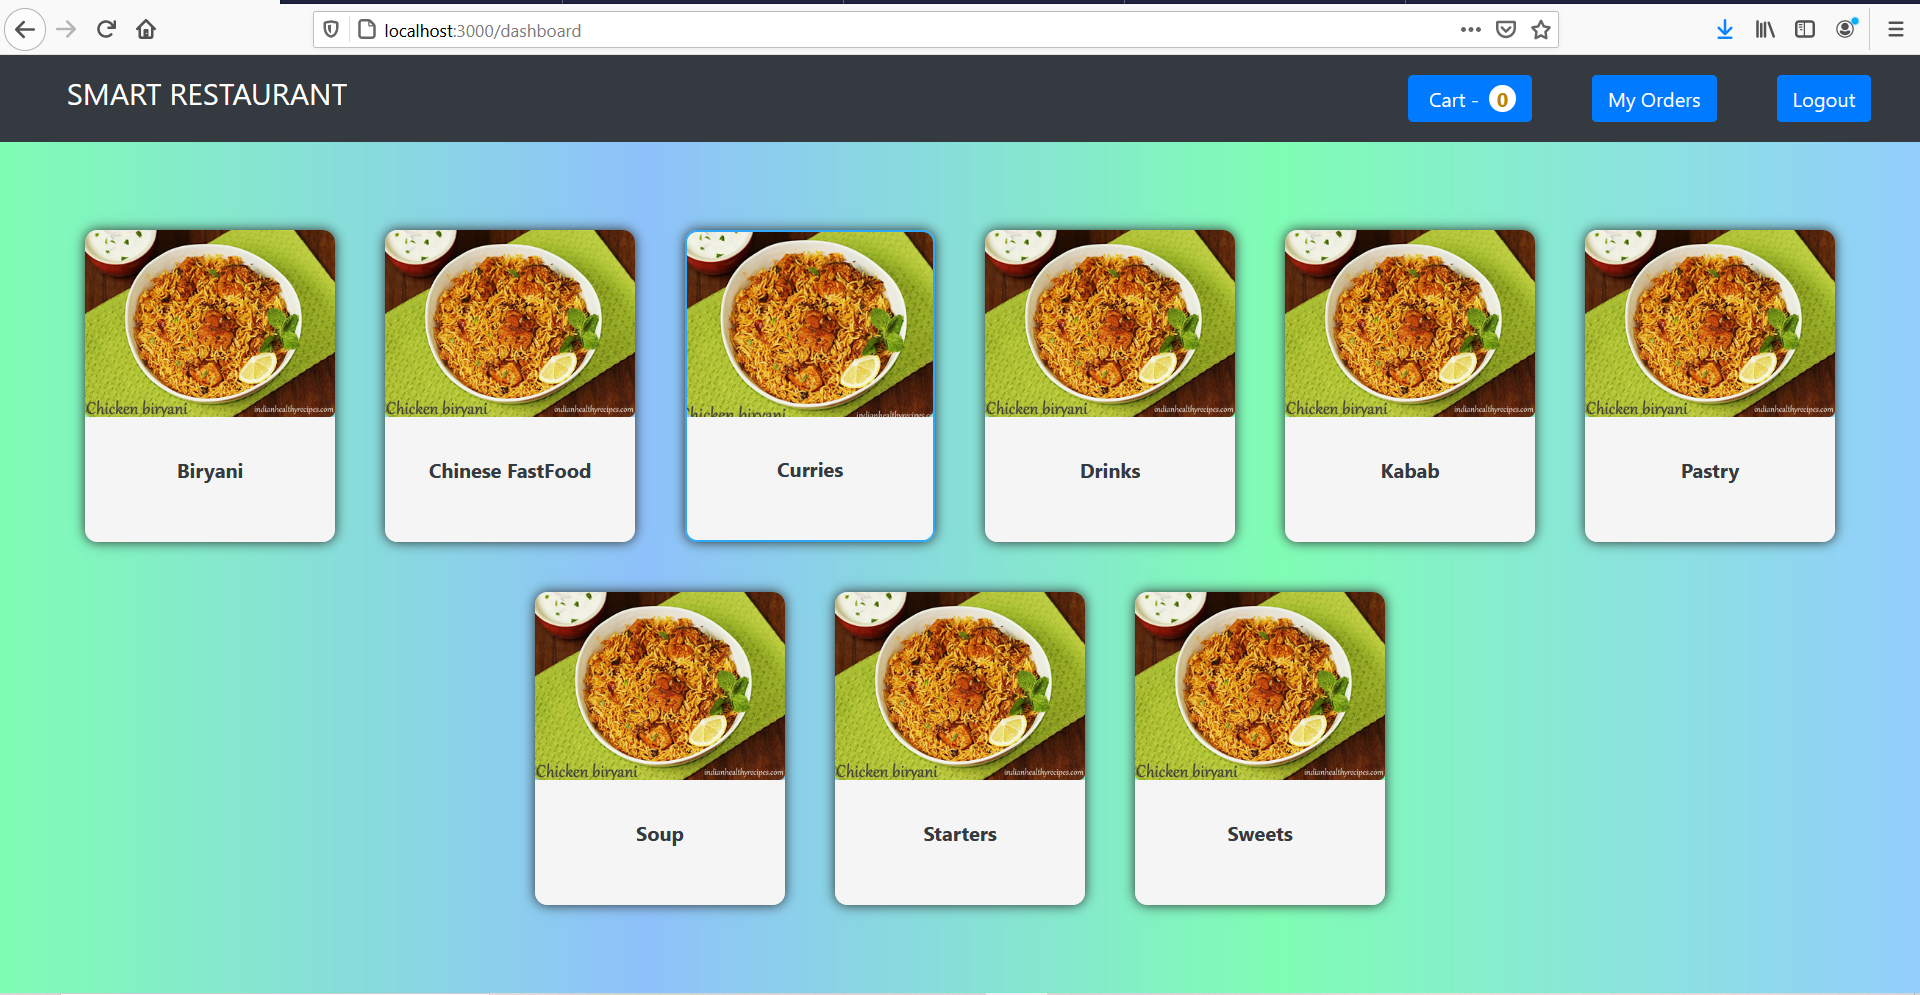 localhost:3000/dashboard
SMART RESTAURANT
Cart - 0
My Orders
Logout
Chicken biryani
indianhealthyrecipes.com
Chicken biryani
indianhealthyrecipes.com
Chicken biryani
indianhealthyrecipes.com
Chicken biryani
indianhealthyrecipes.com
Chicken biryani
indianhealthyrecipes.com
Chicken biryani
indianhealthyrecipes.com
Biryani
Chinese FastFood
Curries
Drinks
Kabab
Pastry
Chicken biryani
indianhealthyrecipes.com
Chicken biryani
indianhealthyrecipes.com
Chicken biryani
indianhealthyrecipes.com
Soup
Starters
Sweets